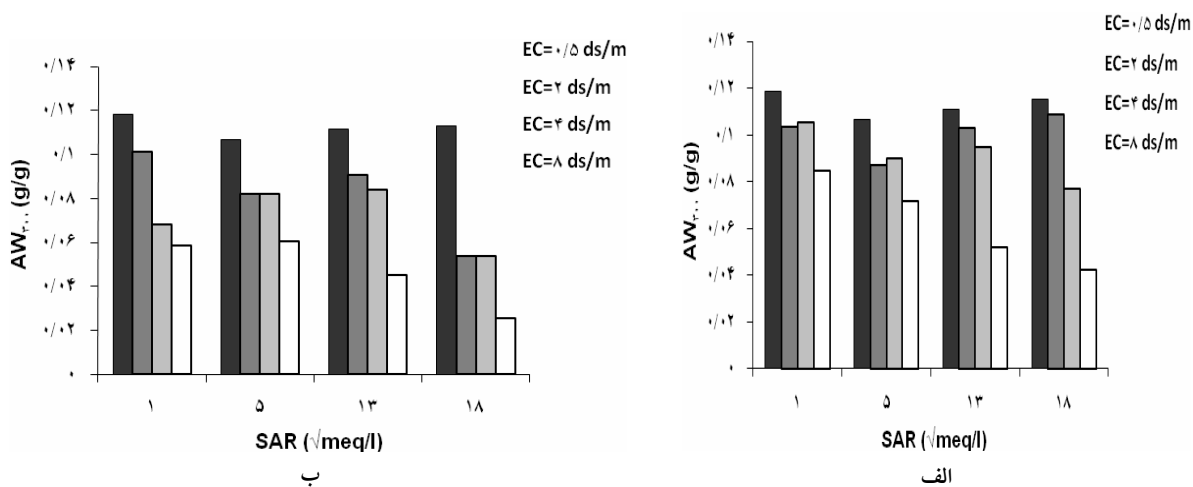 EC=۰/۵ ds/m
EC=۲ ds/m
EC=۴ ds/m
EC=۸ ds/m
۰/۱۴
۰/۱۲
۰/۱
۰/۰۸
۰/۰۶
۰/۰۴
۰/۰۲
۰
AW۳۰۰ (g/g)
۱ ۵ ۱۳ ۱۸
SAR (√meq/l)
الف
EC=۰/۵ ds/m
EC=۲ ds/m
EC=۴ ds/m
EC=۸ ds/m
۰/۱۴
۰/۱۲
۰/۱
۰/۰۸
۰/۰۶
۰/۰۴
۰/۰۲
۰
AW۳۰۰ (g/g)
۱ ۵ ۱۳ ۱۸
SAR (√meq/l)
ب